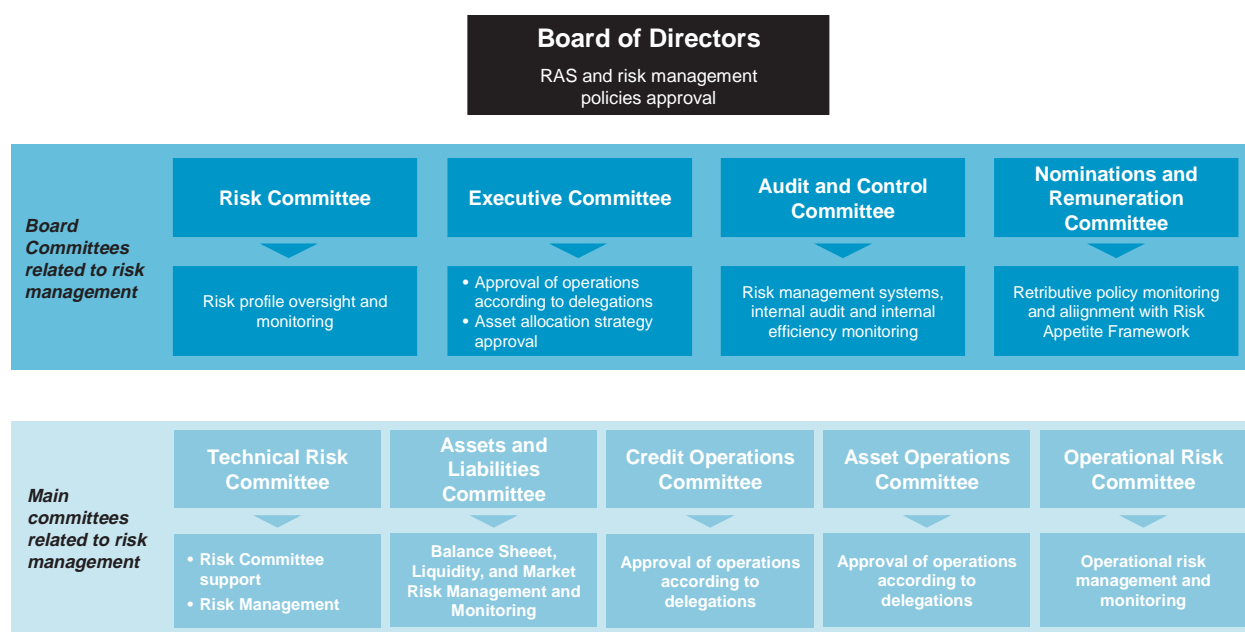 Board of Directors
RAS and risk management
policies approval
Board
Committees
related to risk
management
Risk Committee
Executive Committee
Audit and Control
Committee
Nominations and
Remuneration
Committee
Risk profile oversight and
monitoring
• Approval of operations
according to delegations
• Asset allocation strategy
approval
Risk management systems,
internal audit and internal
efficiency monitoring
Retributive policy monitoring
and aliignment with Risk
Appetite Framework
Main
committees
related to risk
management
Technical Risk
Committee
Assets and
Liabilities
Committee
Credit Operations
Committee
Asset Operations
Committee
Operational Risk
Committee
• Risk Committee
support
• Risk Management
Balance Sheeet,
Liquidity, and Market
Risk Management and
Monitoring
Approval of operations
according to
delegations
Approval of operations
according to
delegations
Operational risk
management and
monitoring